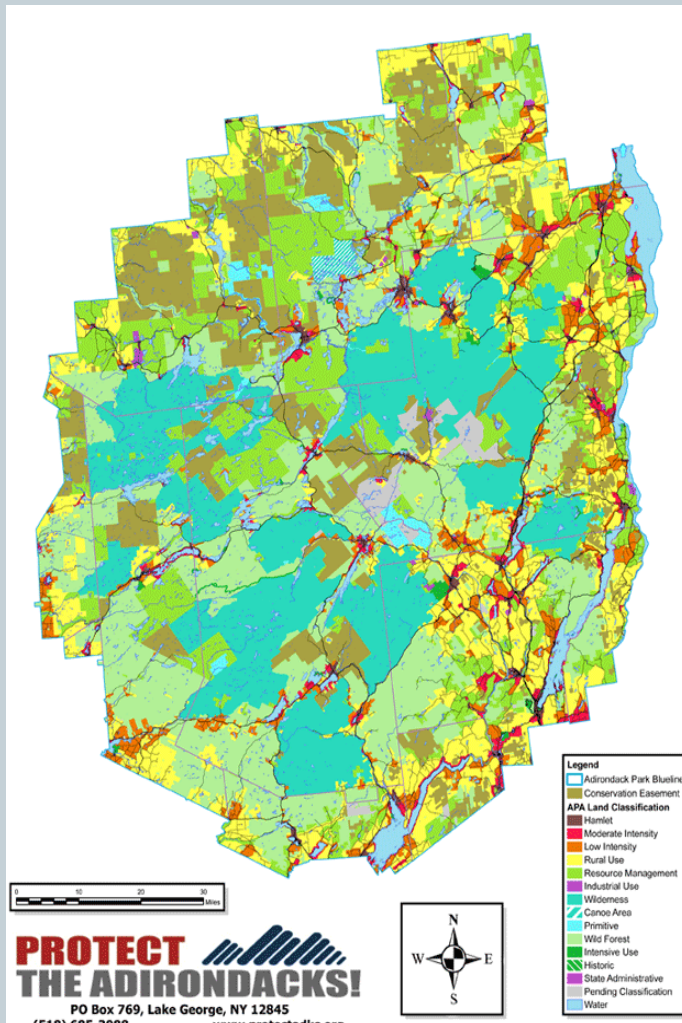 Legend
Adirondack Park Blueline
Conservation Easement
APA Land Classification
Hamlet
Moderate Intensity
Low Intensity
Rural Use
Resource Management
Industrial Use
Wilderness
Canoe Area
Primitive
Wild Forest
Intensive Use
Historic
State Administrative
Pending Classification
Water
0 10 20 30
Miles
N
W E
S
PROTECT
THE ADIRONDACKS!
PO Box 769, Lake George, NY 12845